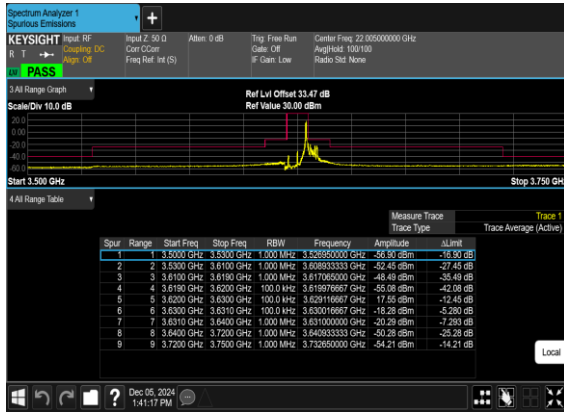 Spectrum Analyzer 1
Spurious Emissions
KEYSIGHT Input: RF Input Z: 50 Ω Atten: 0 dB Trig: Free Run Center Freq: 22.005000000 GHz
R T Coupling: DC Corr CCorr Gate: Off Avg|Hold: 100/100
Align: Off Freq Ref: Int (S) IF Gain: Low Radio Std: None
PASS
3 All Range Graph Ref Lvl Offset 33.47 dB
Scale/Div 10.0 dB Ref Value 30.00 dBm
20.0
0.00
-20.0
-40.0
-60.0
Start 3.500 GHz Stop 3.750 GHz
4 All Range Table
Measure Trace Trace 1
Trace Type Trace Average (Active)
Spur Range Start Freq Stop Freq RBW Frequency Amplitude ΔLimit
1 1 3.5000 GHz 3.5300 GHz 1.000 MHz 3.526950000 GHz -56.90 dBm -16.90 dB
2 2 3.5300 GHz 3.6100 GHz 1.000 MHz 3.608933333 GHz -52.45 dBm -27.45 dB
3 3 3.6100 GHz 3.6190 GHz 1.000 MHz 3.617065000 GHz -48.49 dBm -35.49 dB
4 4 3.6190 GHz 3.6200 GHz 100.0 kHz 3.619976667 GHz -55.08 dBm -42.08 dB
5 5 3.6200 GHz 3.6300 GHz 100.0 kHz 3.629116667 GHz 17.55 dBm -12.45 dB
6 6 3.6300 GHz 3.6310 GHz 100.0 kHz 3.630016667 GHz -18.28 dBm -5.280 dB
7 7 3.6310 GHz 3.6400 GHz 1.000 MHz 3.631000000 GHz -20.29 dBm -7.293 dB
8 8 3.6400 GHz 3.7200 GHz 1.000 MHz 3.640933333 GHz -50.28 dBm -25.28 dB
9 9 3.7200 GHz 3.7500 GHz 1.000 MHz 3.732650000 GHz -54.21 dBm -14.21 dB
Local
? Dec 05, 2024
1:41:17 PM